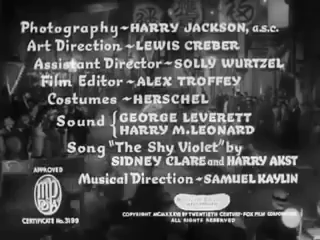 Photography~HARRY JACKSON, a.s.c.
Art Direction~LEWIS CREBER
Assistant Director~SOLLY WURTZEL
Film Editor~ALEX TROFFEY
Costumes~HERSCHEL
Sound { GEORGE LEVERETT
HARRY M. LEONARD
Song "The Shy Violet" by
SIDNEY CLARE AND HARRY AKST
Musical Direction~SAMUEL KAYLIN
APPROVED
MPPDA
CERTIFICATE No. 3199
COPYRIGHT MCMXXXVII BY TWENTIETH CENTURY-FOX FILM CORPORATION
ALL RIGHTS RESERVED